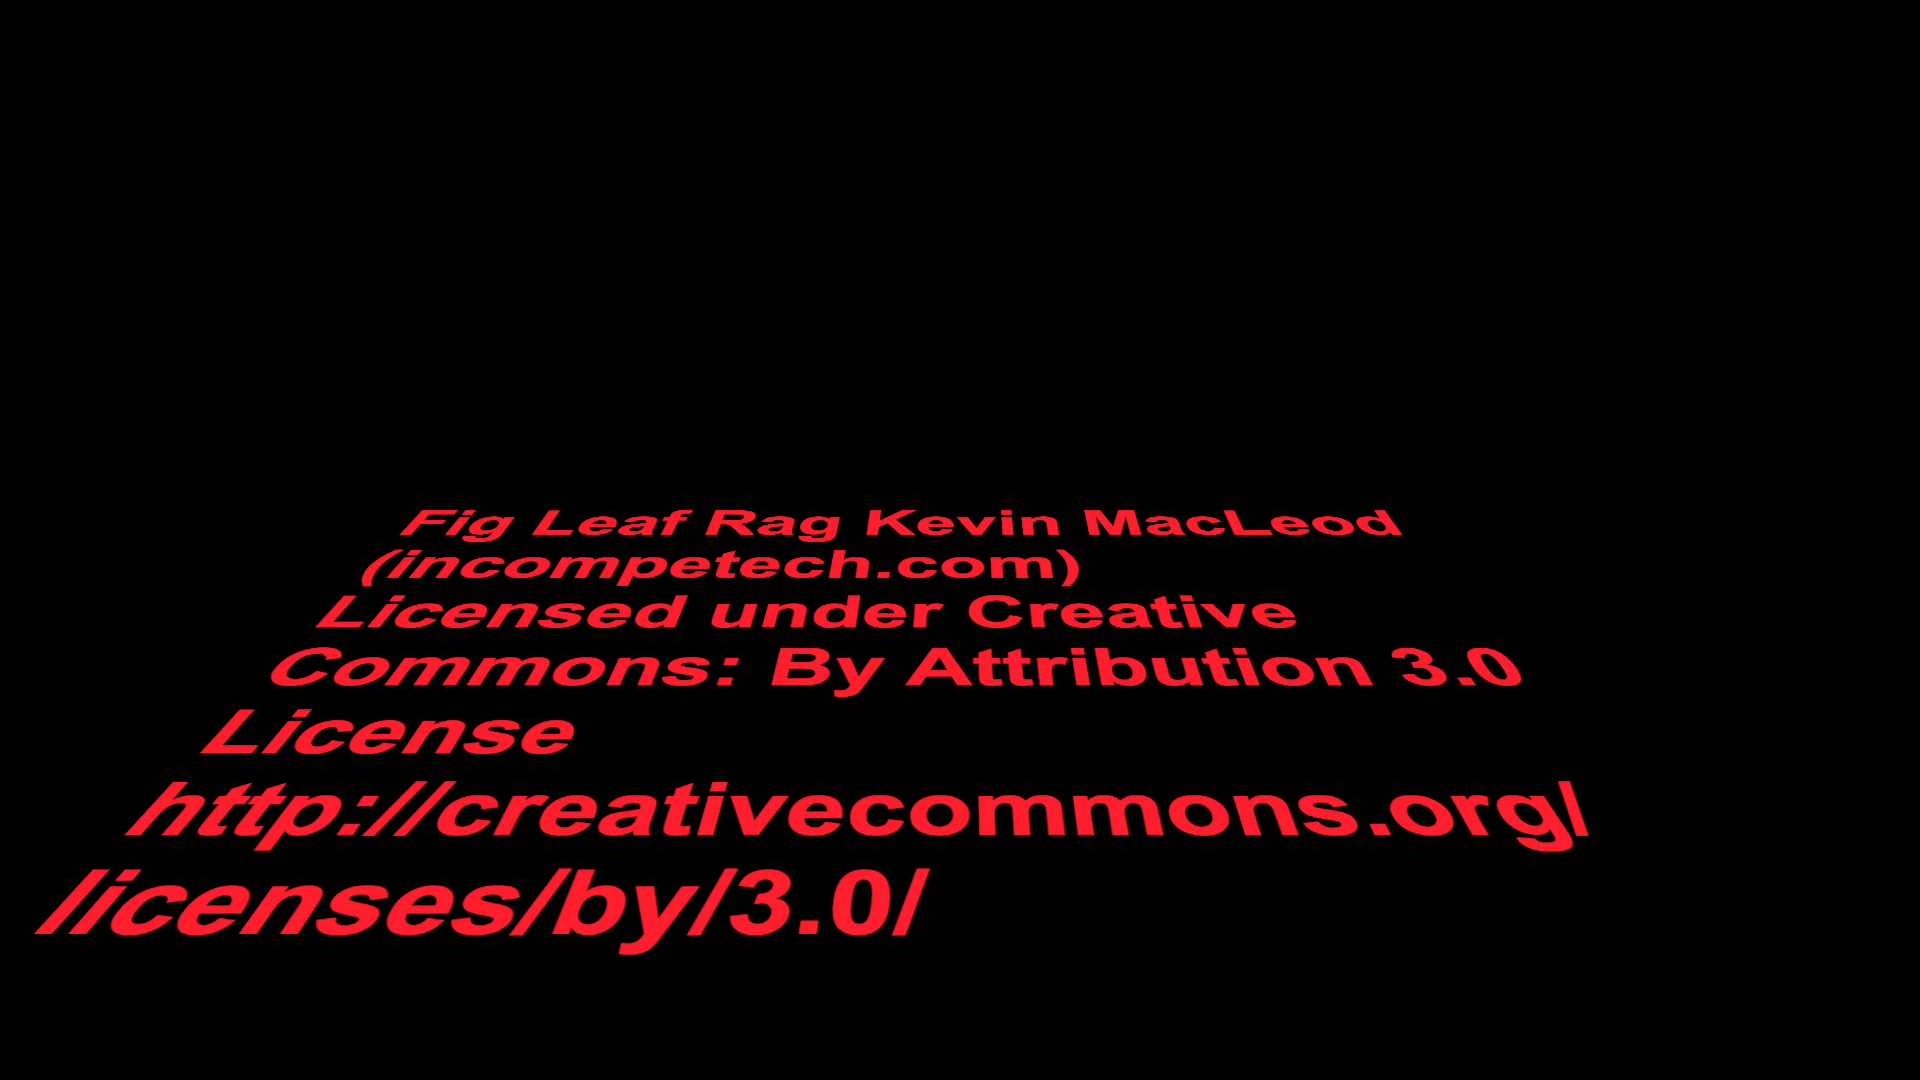 Fig Leaf Rag Kevin MacLeod
(incompetech.com)
Licensed under Creative
Commons: By Attribution 3.0
License
http://creativecommons.org/
licenses/by/3.0/